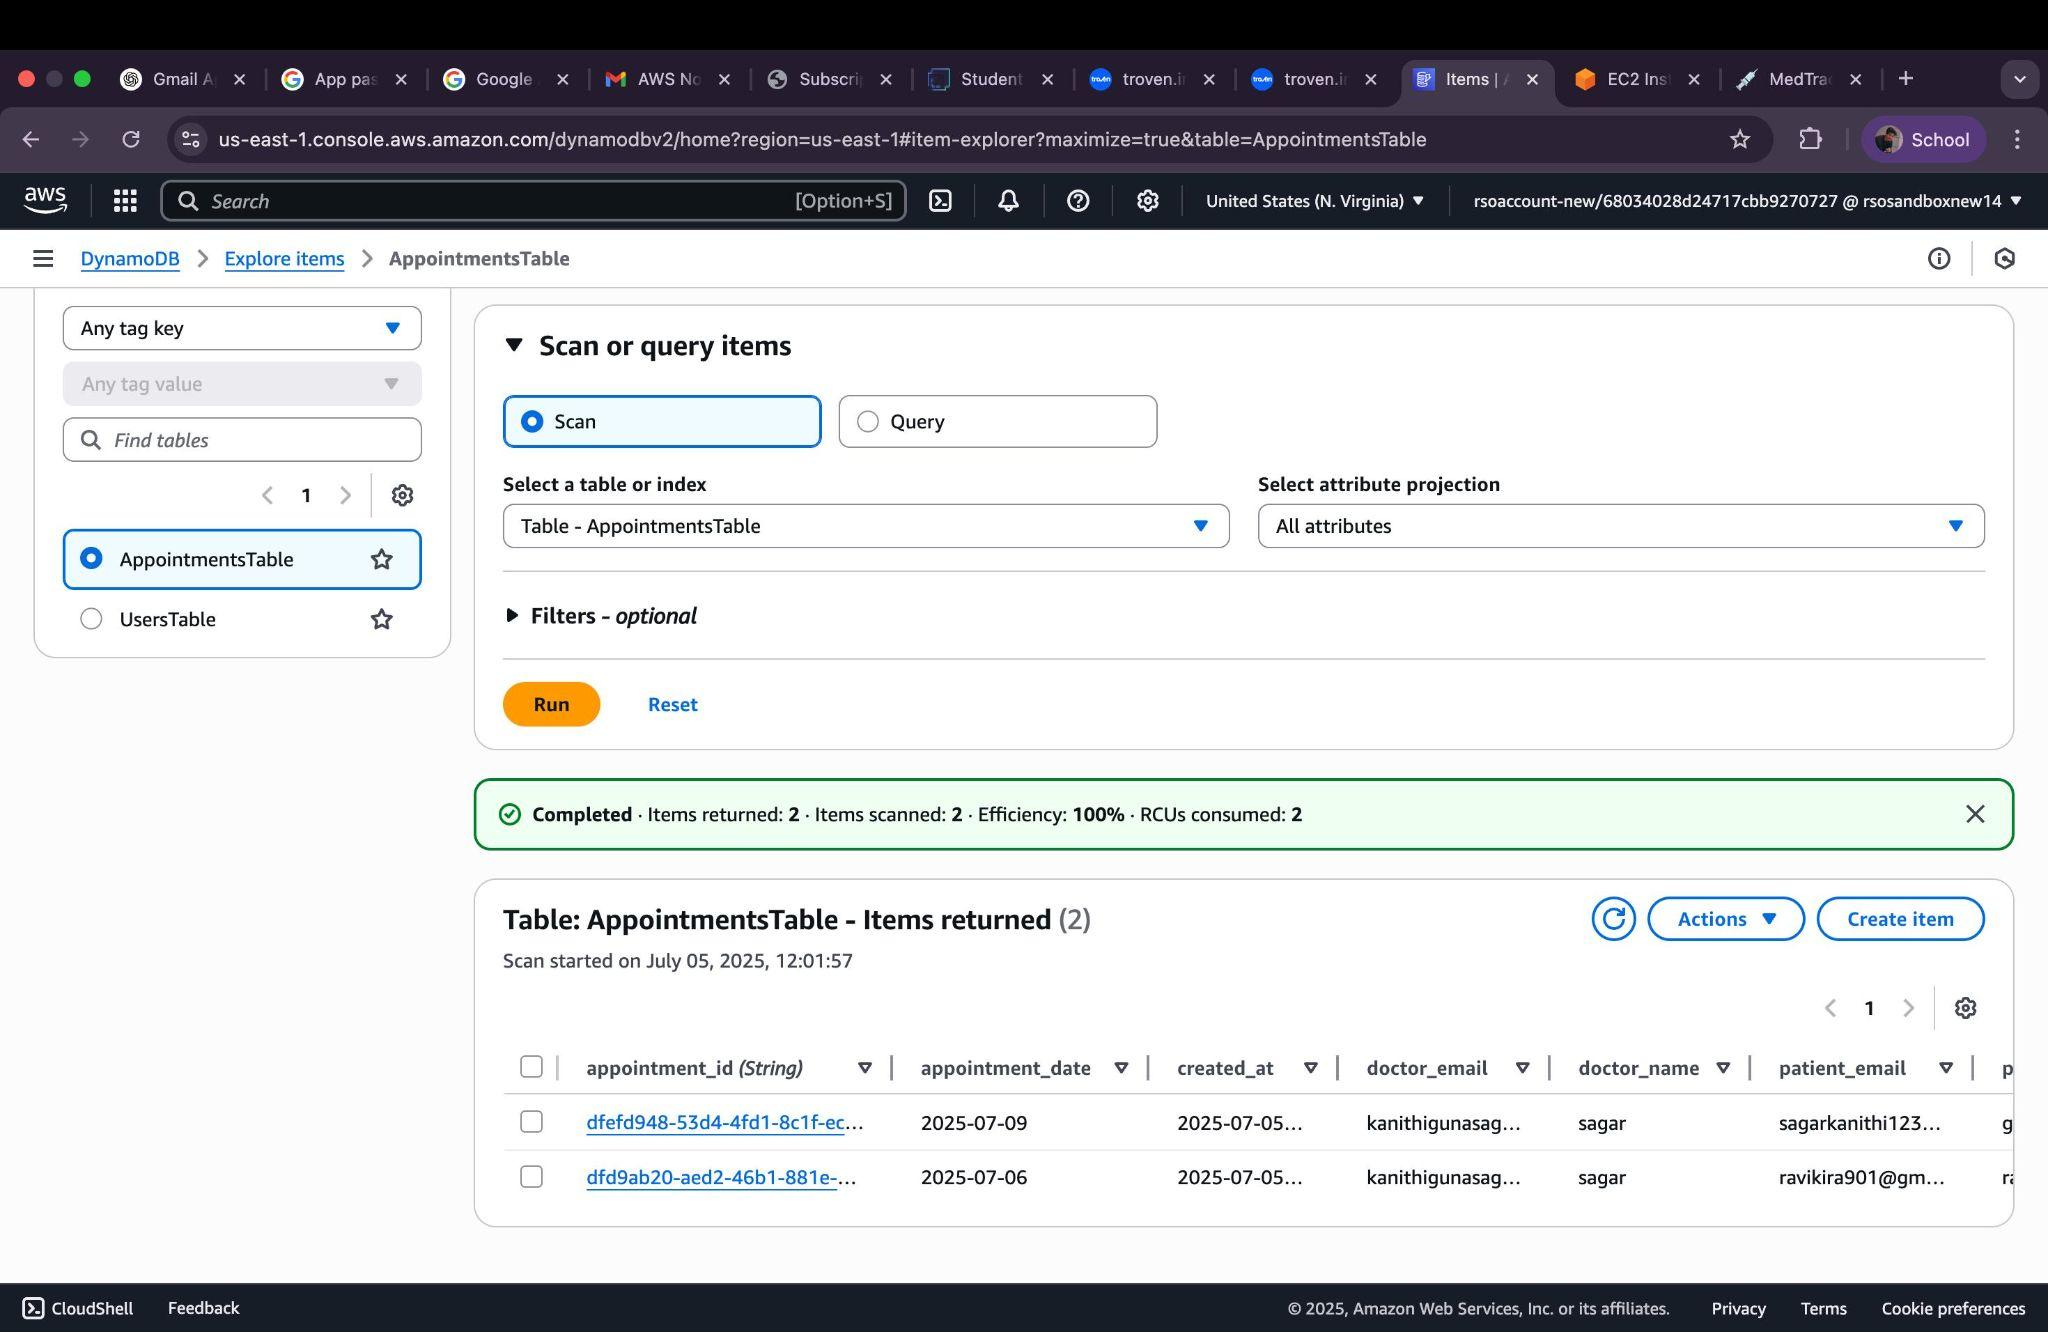 Gmail A
App pas
Google
AWS No
Subscri
Student
troven.in
troven.in
Items | A
EC2 Inst
MedTra
us-east-1.console.aws.amazon.com/dynamodbv2/home?region=us-east-1#item-explorer?maximize=true&table=AppointmentsTable
School
aws
Search
[Option+S]
United States (N. Virginia)
rsoaccount-new/68034028d24717cbb9270727 @ rsosandboxnew14
DynamoDB > Explore items > AppointmentsTable
Any tag key
Any tag value
Find tables
1
AppointmentsTable
UsersTable
Scan or query items
Scan
Query
Select a table or index
Select attribute projection
Table - AppointmentsTable
All attributes
Filters - optional
Run
Reset
Completed · Items returned: 2 · Items scanned: 2 · Efficiency: 100% · RCUs consumed: 2
Table: AppointmentsTable - Items returned (2)
Actions
Create item
Scan started on July 05, 2025, 12:01:57
1
appointment_id (String) appointment_date created_at doctor_email doctor_name patient_email p
dfefd948-53d4-4fd1-8c1f-ec... 2025-07-09 2025-07-05... kanithigunasag... sagar sagarkanithi123... g
dfd9ab20-aed2-46b1-881e-... 2025-07-06 2025-07-05... kanithigunasag... sagar ravikira901@gm... ra
CloudShell
Feedback
© 2025, Amazon Web Services, Inc. or its affiliates.
Privacy
Terms
Cookie preferences